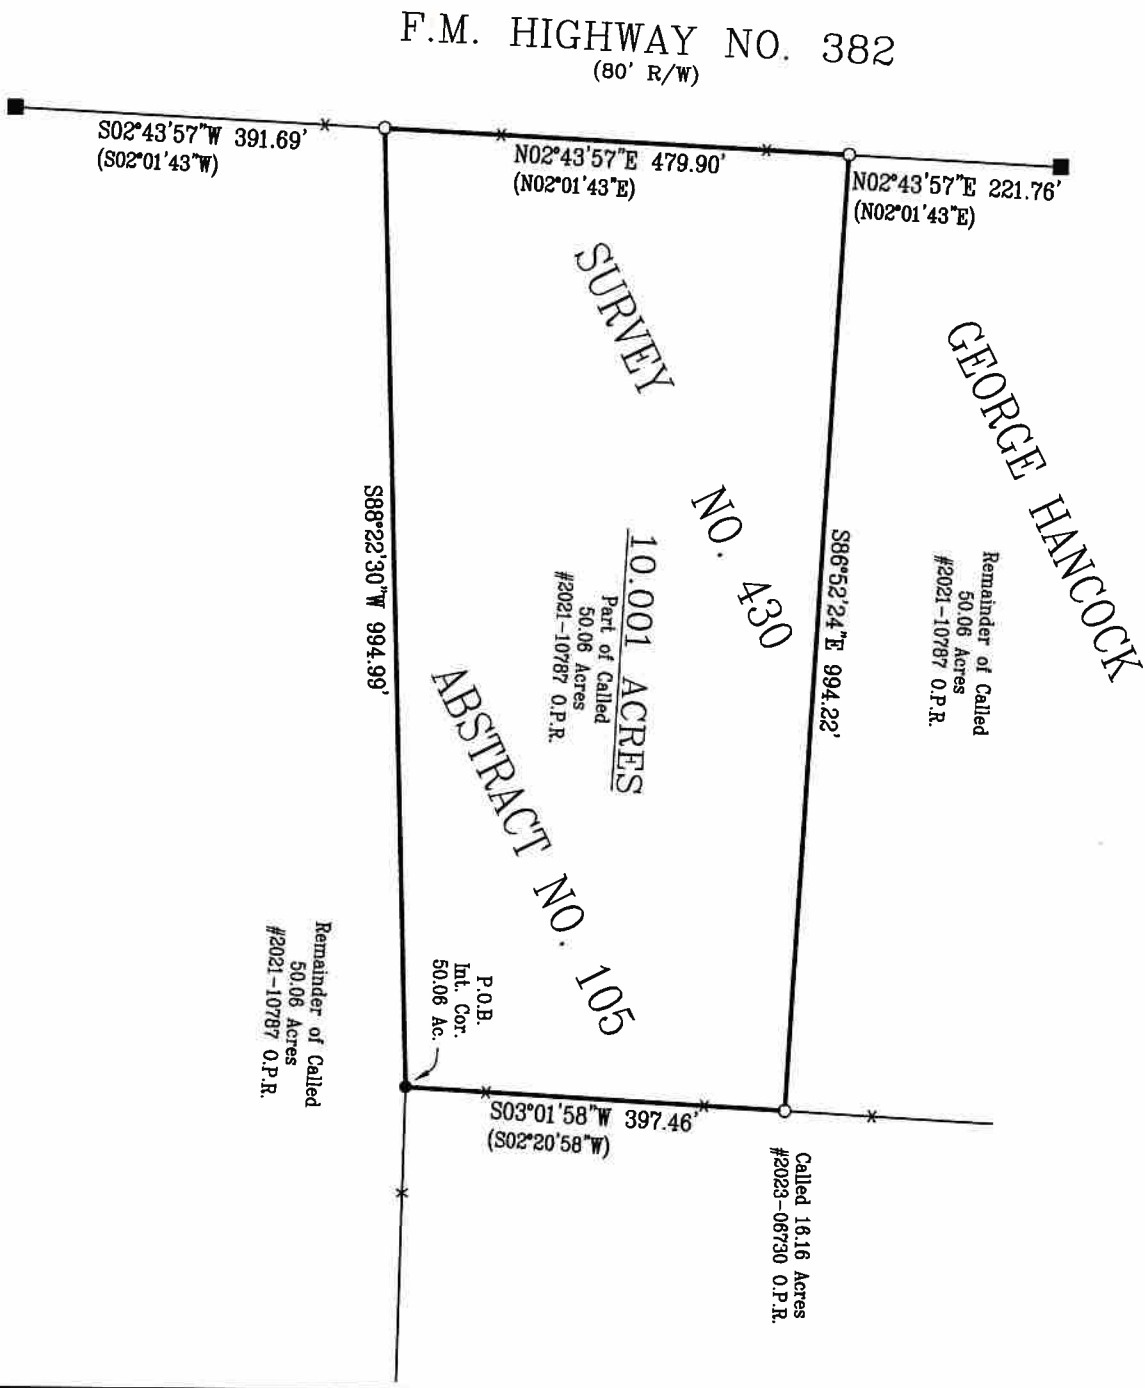 F.M. HIGHWAY NO. 382
(80' R/W)
S02°43'57"W 391.69'
(S02°01'43"W)
N02°43'57"E 479.90'
(N02°01'43"E)
N02°43'57"E 221.76'
(N02°01'43"E)
GEORGE HANCOCK
SURVEY NO. 430
ABSTRACT NO. 105
S86°52'24"E 994.22'
Remainder of Called
50.06 Acres
#2021-10787 O.P.R.
10.001 ACRES
Part of Called
50.06 Acres
#2021-10787 O.P.R.
S88°22'30"W 994.99'
P.O.B.
Int. Cor.
50.06 Ac.
Remainder of Called
50.06 Acres
#2021-10787 O.P.R.
S03°01'58"W 397.46'
(S02°20'58"W)
Called 16.16 Acres
#2023-06730 O.P.R.